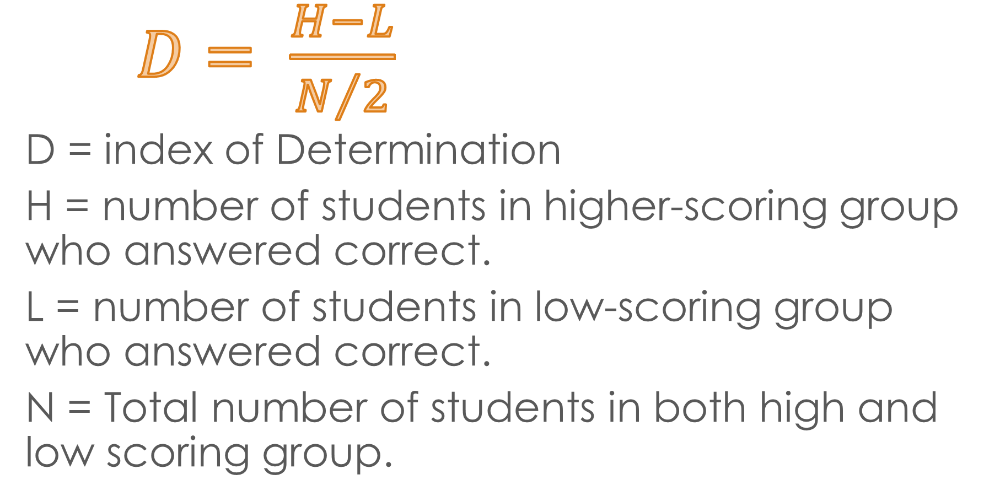 D = H−L
N/2
D = index of Determination
H = number of students in higher-scoring group
who answered correct.
L = number of students in low-scoring group
who answered correct.
N = Total number of students in both high and
low scoring group.